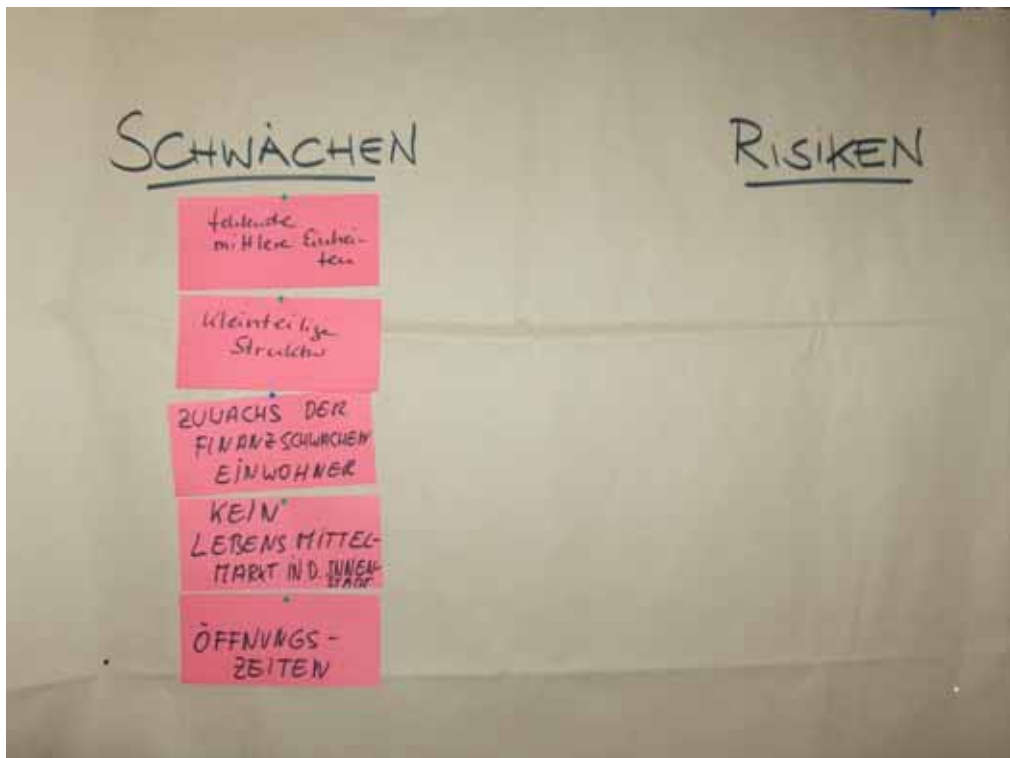 SCHWÄCHEN
RISIKEN
fehlende
mittlere Einhei-
ten
kleinteilige
Struktur
ZUWACHS DER
FINANZSCHWACHEN
EINWOHNER
KEIN
LEBENSMITTEL-
MARKT IN D. INNEN-
STADT
ÖFFNUNGS-
ZEITEN